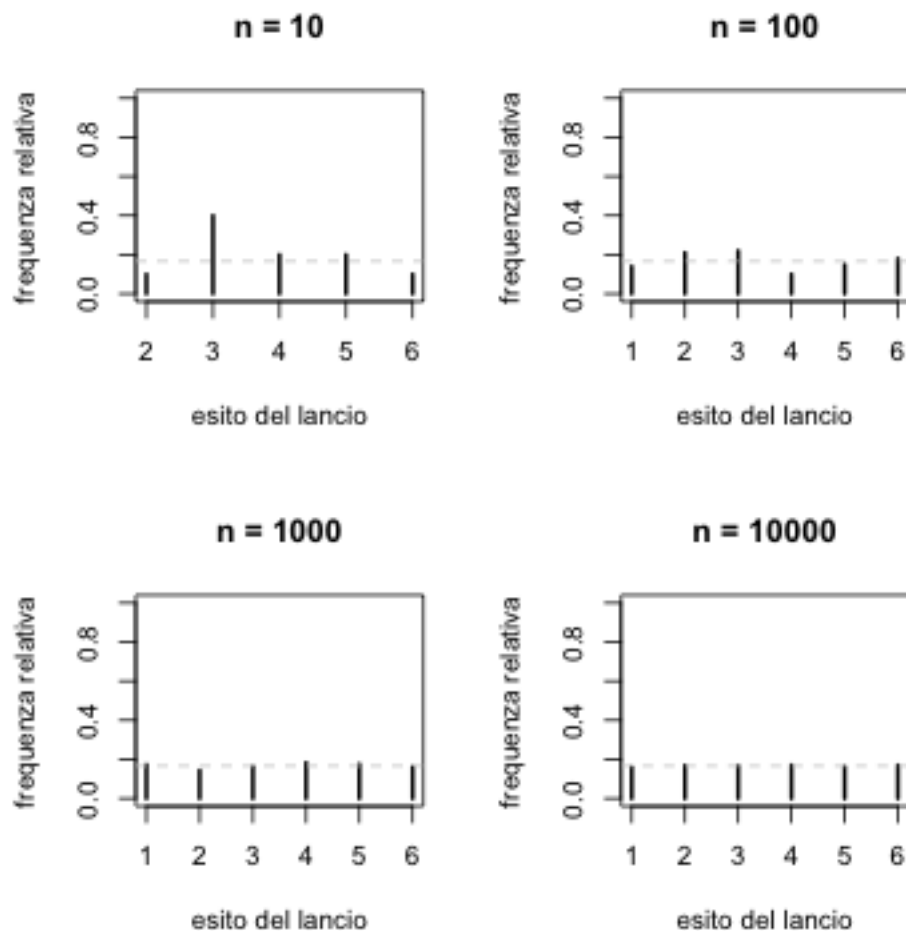 n = 10
frequenza relativa
0.8
0.4
0.0
2 3 4 5 6
esito del lancio
n = 100
frequenza relativa
0.8
0.4
0.0
1 2 3 4 5 6
esito del lancio
n = 1000
frequenza relativa
0.8
0.4
0.0
1 2 3 4 5 6
esito del lancio
n = 10000
frequenza relativa
0.8
0.4
0.0
1 2 3 4 5 6
esito del lancio